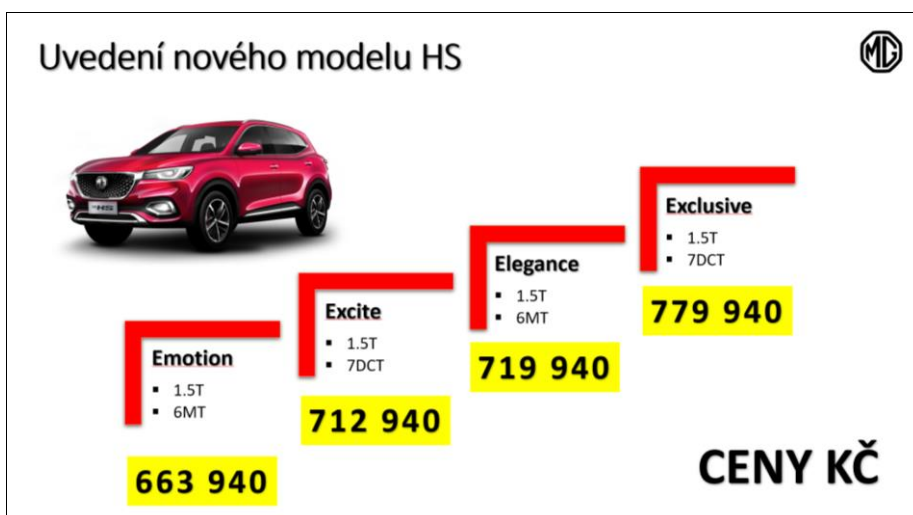 Uvedení nového modelu HS
MG
Exclusive
▪ 1.5T
▪ 7DCT
779 940
Elegance
▪ 1.5T
▪ 6MT
719 940
Excite
▪ 1.5T
▪ 7DCT
712 940
Emotion
▪ 1.5T
▪ 6MT
663 940
CENY KČ